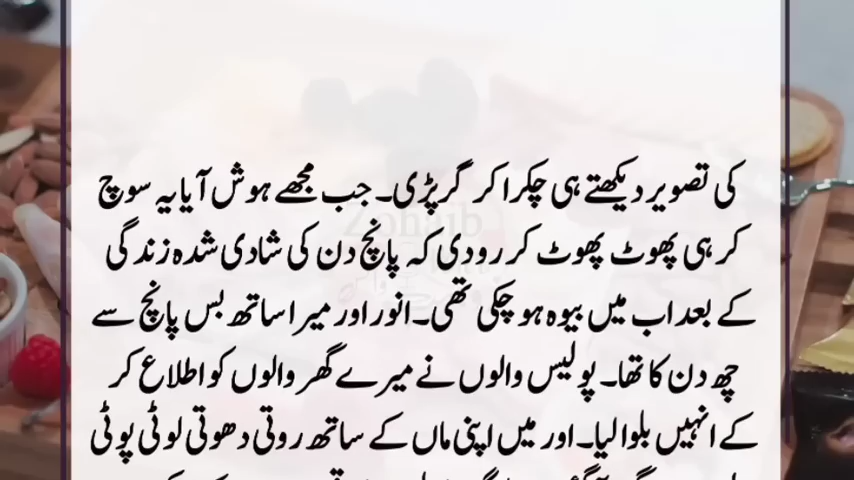 کی تصویر دیکھتے ہی چکرا کر گر پڑی۔ جب مجھے ہوش آیا یہ سوچ
کر ہی پھوٹ پھوٹ کر رو دی کہ پانچ دن کی شادی شدہ زندگی
کے بعد اب میں بیوہ ہو چکی تھی۔ انور اور میرا ساتھ بس پانچ سے
چھ دن کا تھا۔ پولیس والوں نے میرے گھر والوں کو اطلاع کر
کے انہیں بلوا لیا۔ اور میں اپنی ماں کے ساتھ روتی دھوتی لوٹی پوٹی
Zohaib